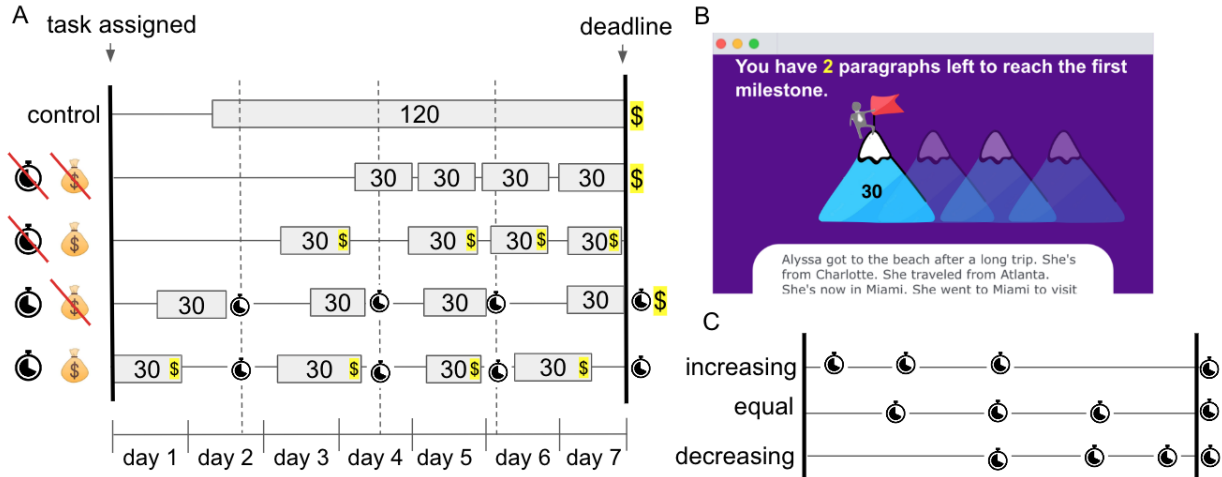 A
task assigned
deadline
control
120
$
30 30 30 30 $
30 $ 30 $ 30 $ 30 $
30 30 30 30 $
30 $ 30 $ 30 $ 30 $
day 1 day 2 day 3 day 4 day 5 day 6 day 7
B
You have 2 paragraphs left to reach the first
milestone.
30
Alyssa got to the beach after a long trip. She's
from Charlotte. She traveled from Atlanta.
She's now in Miami. She went to Miami to visit
C
increasing
equal
decreasing